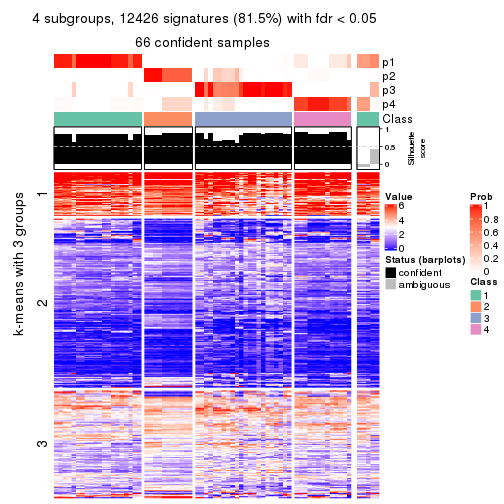 4 subgroups, 12426 signatures (81.5%) with fdr < 0.05
66 confident samples
p1
p2
p3
p4
Class
1
0.5
0
Silhouette
score
k-means with 3 groups
1
2
3
Value
6
4
2
0
Status (barplots)
confident
ambiguous
Prob
1
0.8
0.6
0.4
0.2
0
Class
1
2
3
4